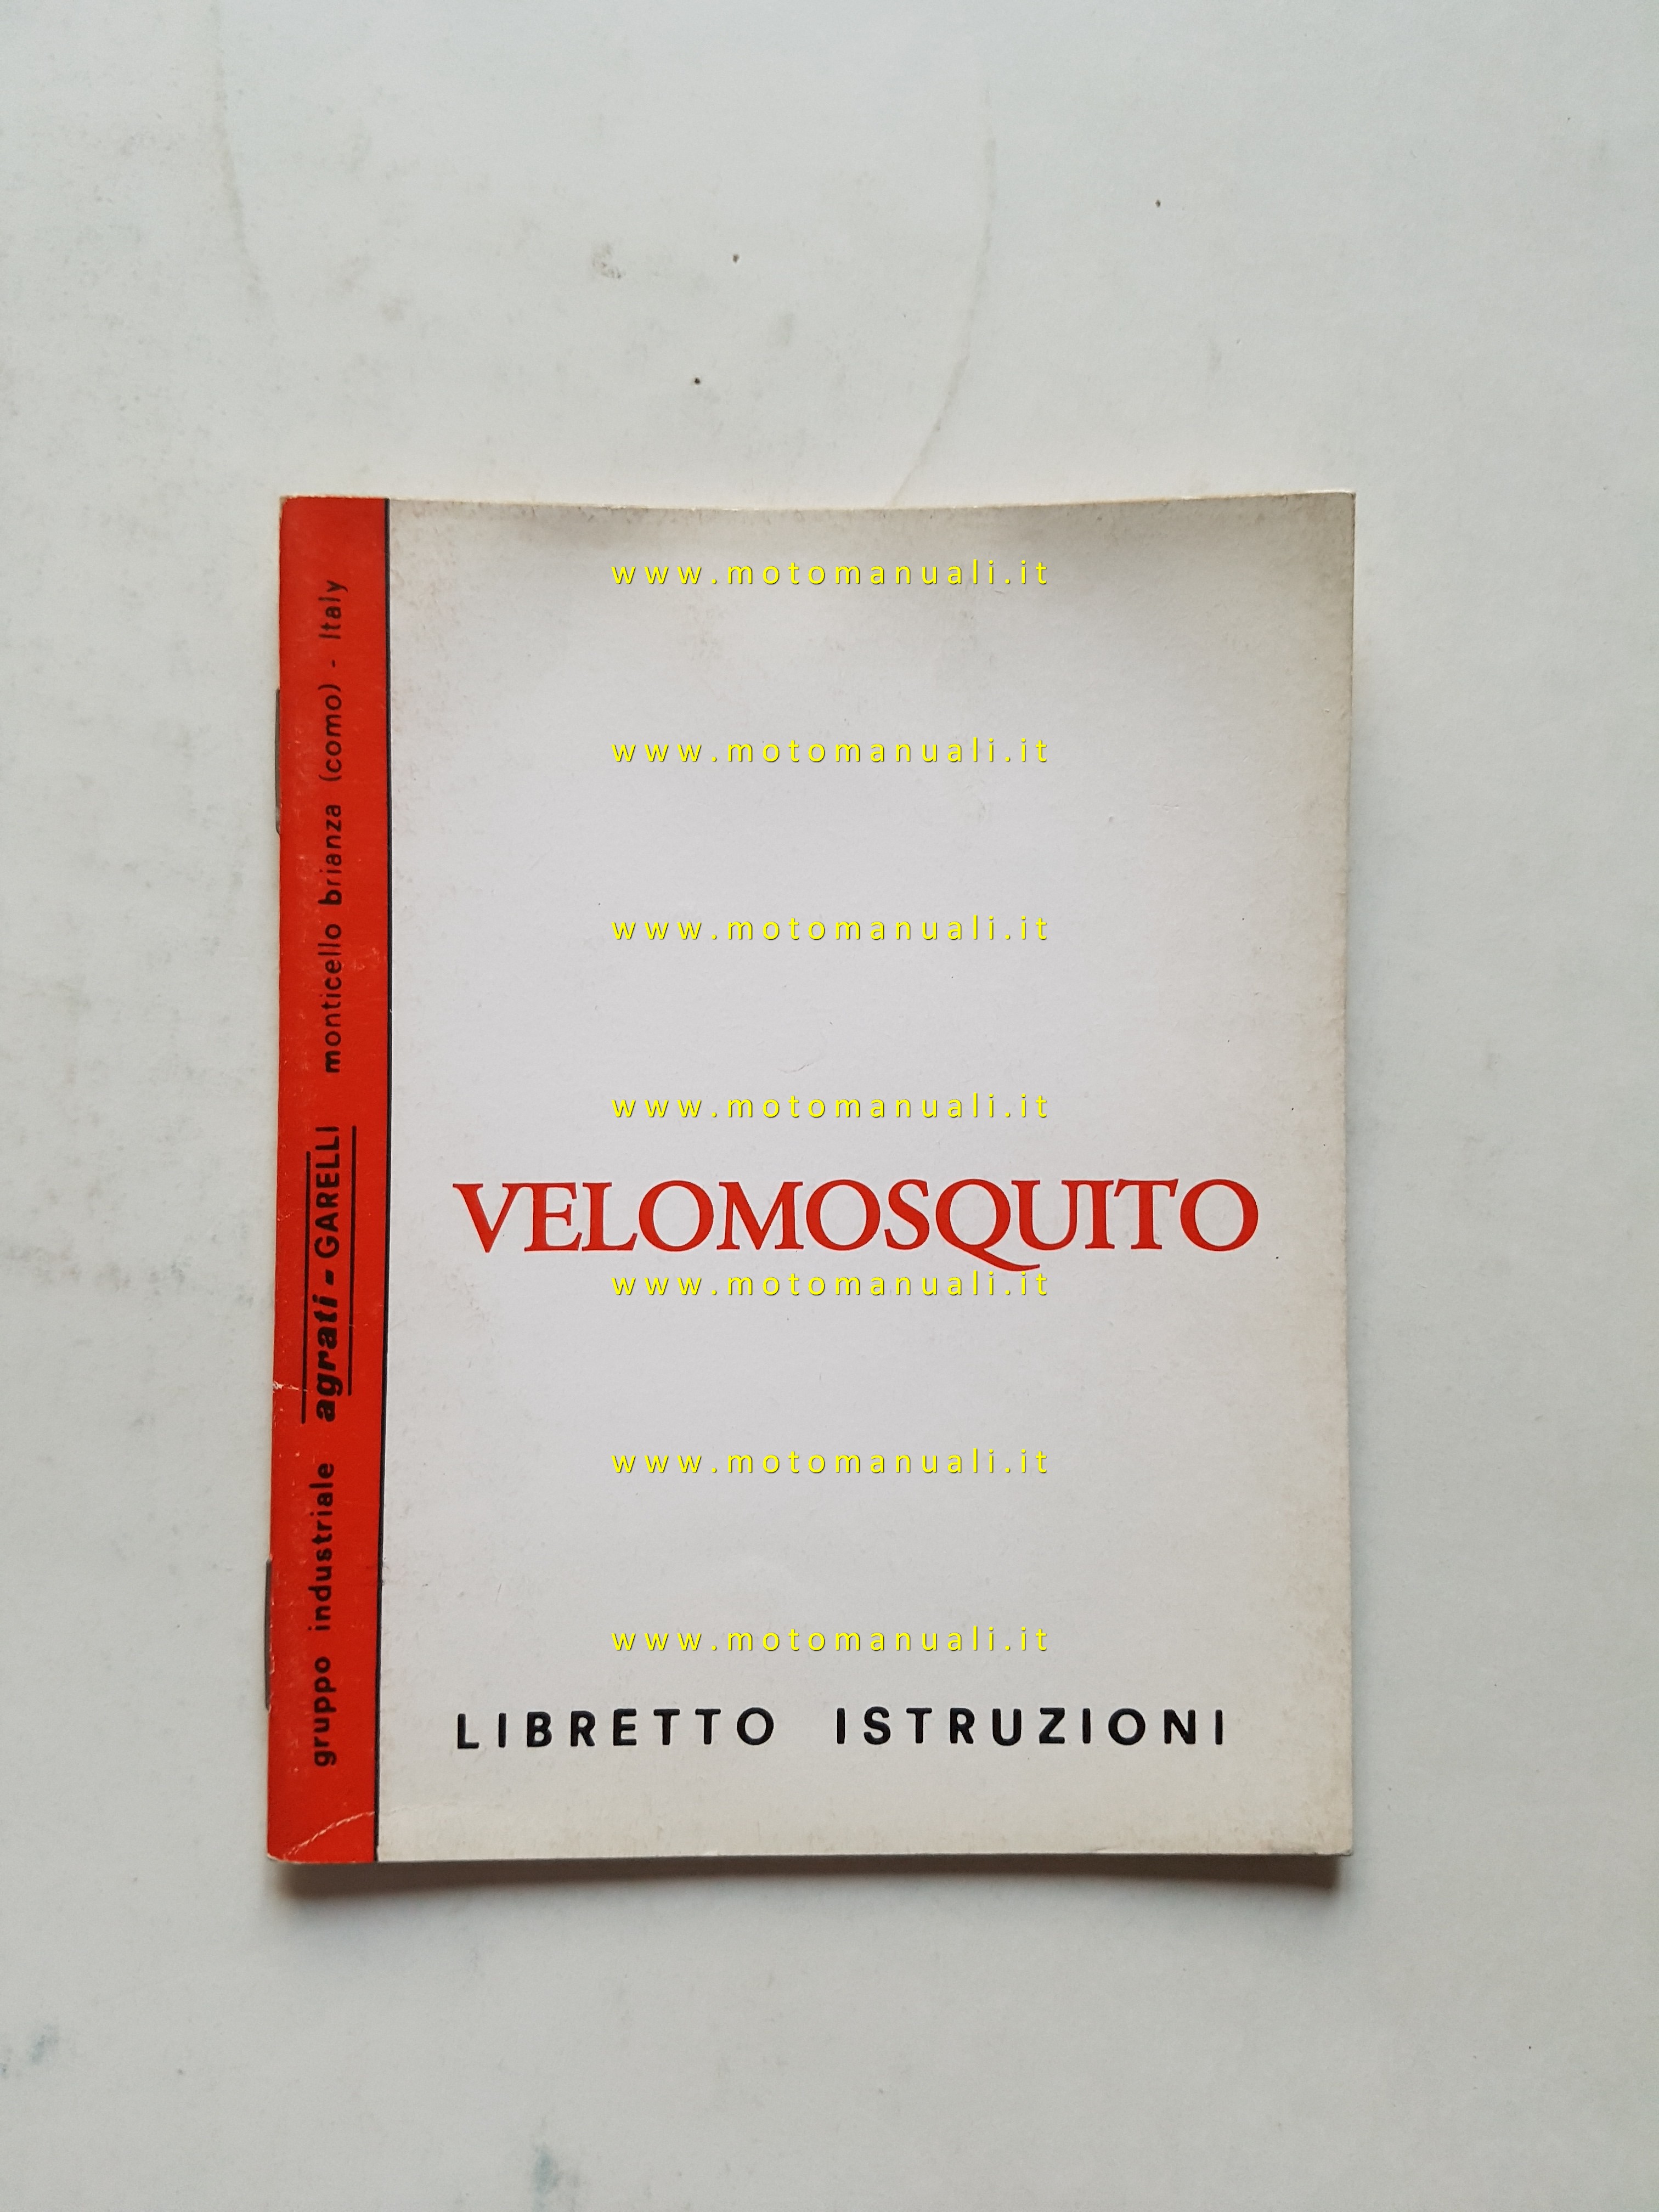 gruppo industriale agrati - GARELLI monticello brianza (como) - Italy
www.motomanuali.it
www.motomanuali.it
www.motomanuali.it
www.motomanuali.it
VELOMOSQUITO
www.motomanuali.it
www.motomanuali.it
www.motomanuali.it
LIBRETTO ISTRUZIONI